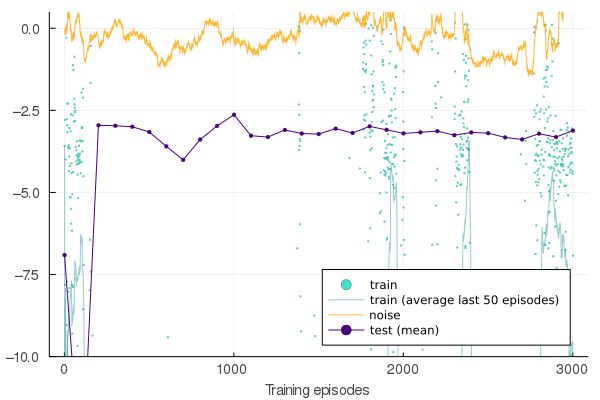 0.0
−2.5
−5.0
−7.5
−10.0
train
train (average last 50 episodes)
noise
test (mean)
0
1000
2000
3000
Training episodes